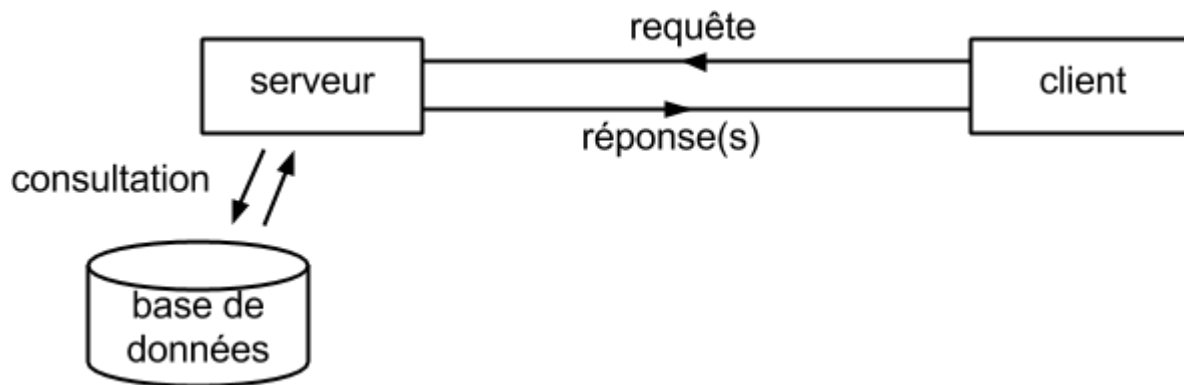 requête
serveur
client
réponse(s)
consultation
base de
données